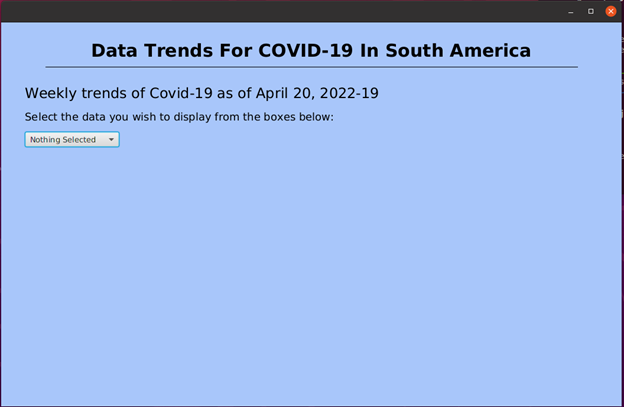 Data Trends For COVID-19 In South America
Weekly trends of Covid-19 as of April 20, 2022-19
Select the data you wish to display from the boxes below:
Nothing Selected